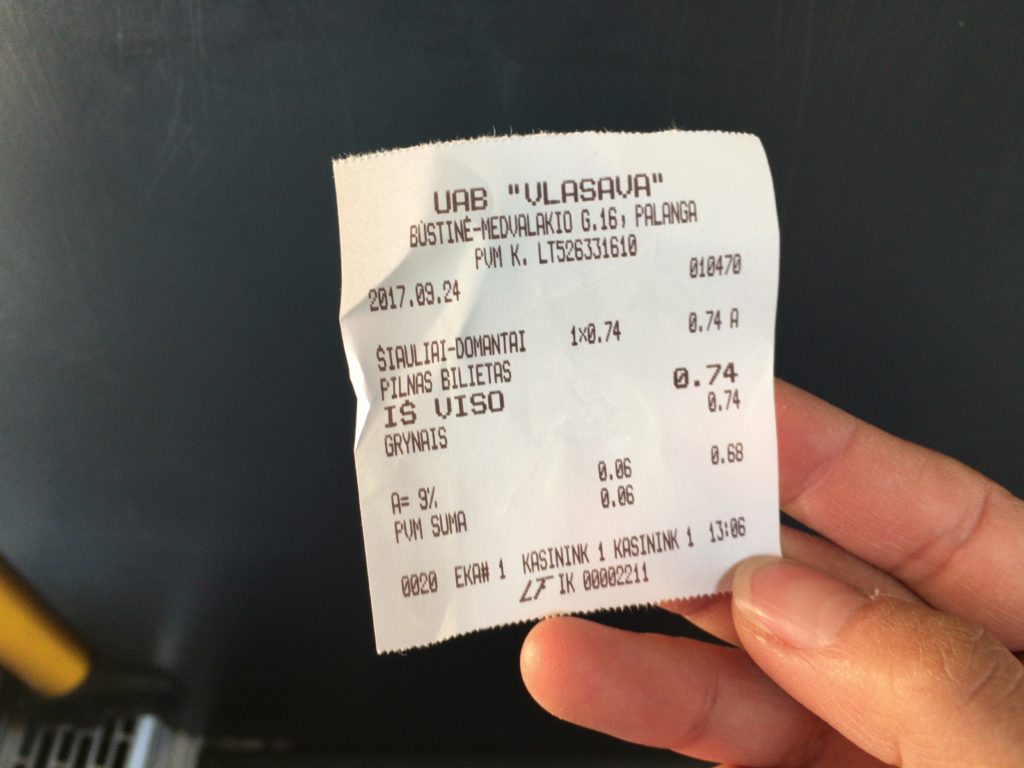 UAB "VLASAVA"
BŪSTINĖ-MEDVALAKIO G.16, PALANGA
PVM K. LT526331610
2017.09.24 010470
ŠIAULIAI-DOMANTAI 1×0.74 0.74 A
PILNAS BILIETAS
IŠ VISO 0.74
GRYNAIS 0.74
A= 9% 0.06 0.68
PVM SUMA 0.06
0020 EKA# 1 KASININK 1 KASININK 1 13:06
LF IK 00002211